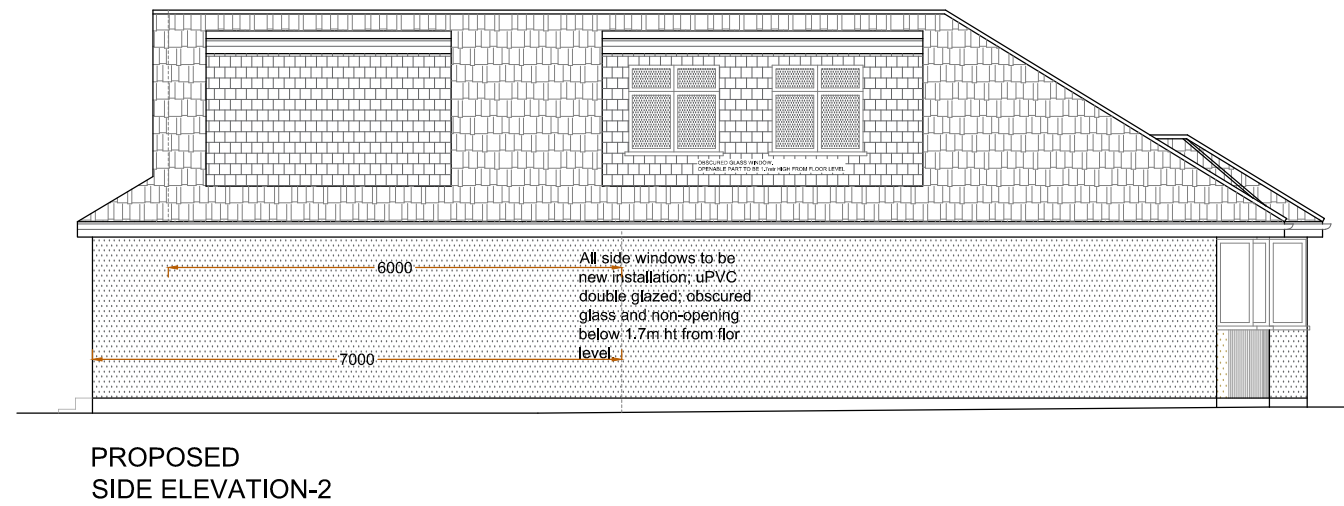 OBSCURED GLASS WINDOW,
OPENABLE PART TO BE 1.7mtr HIGH FROM FLOOR LEVEL
6000
All side windows to be
new installation; uPVC
double glazed; obscured
glass and non-opening
below 1.7m ht from flor
level.
7000
PROPOSED
SIDE ELEVATION-2